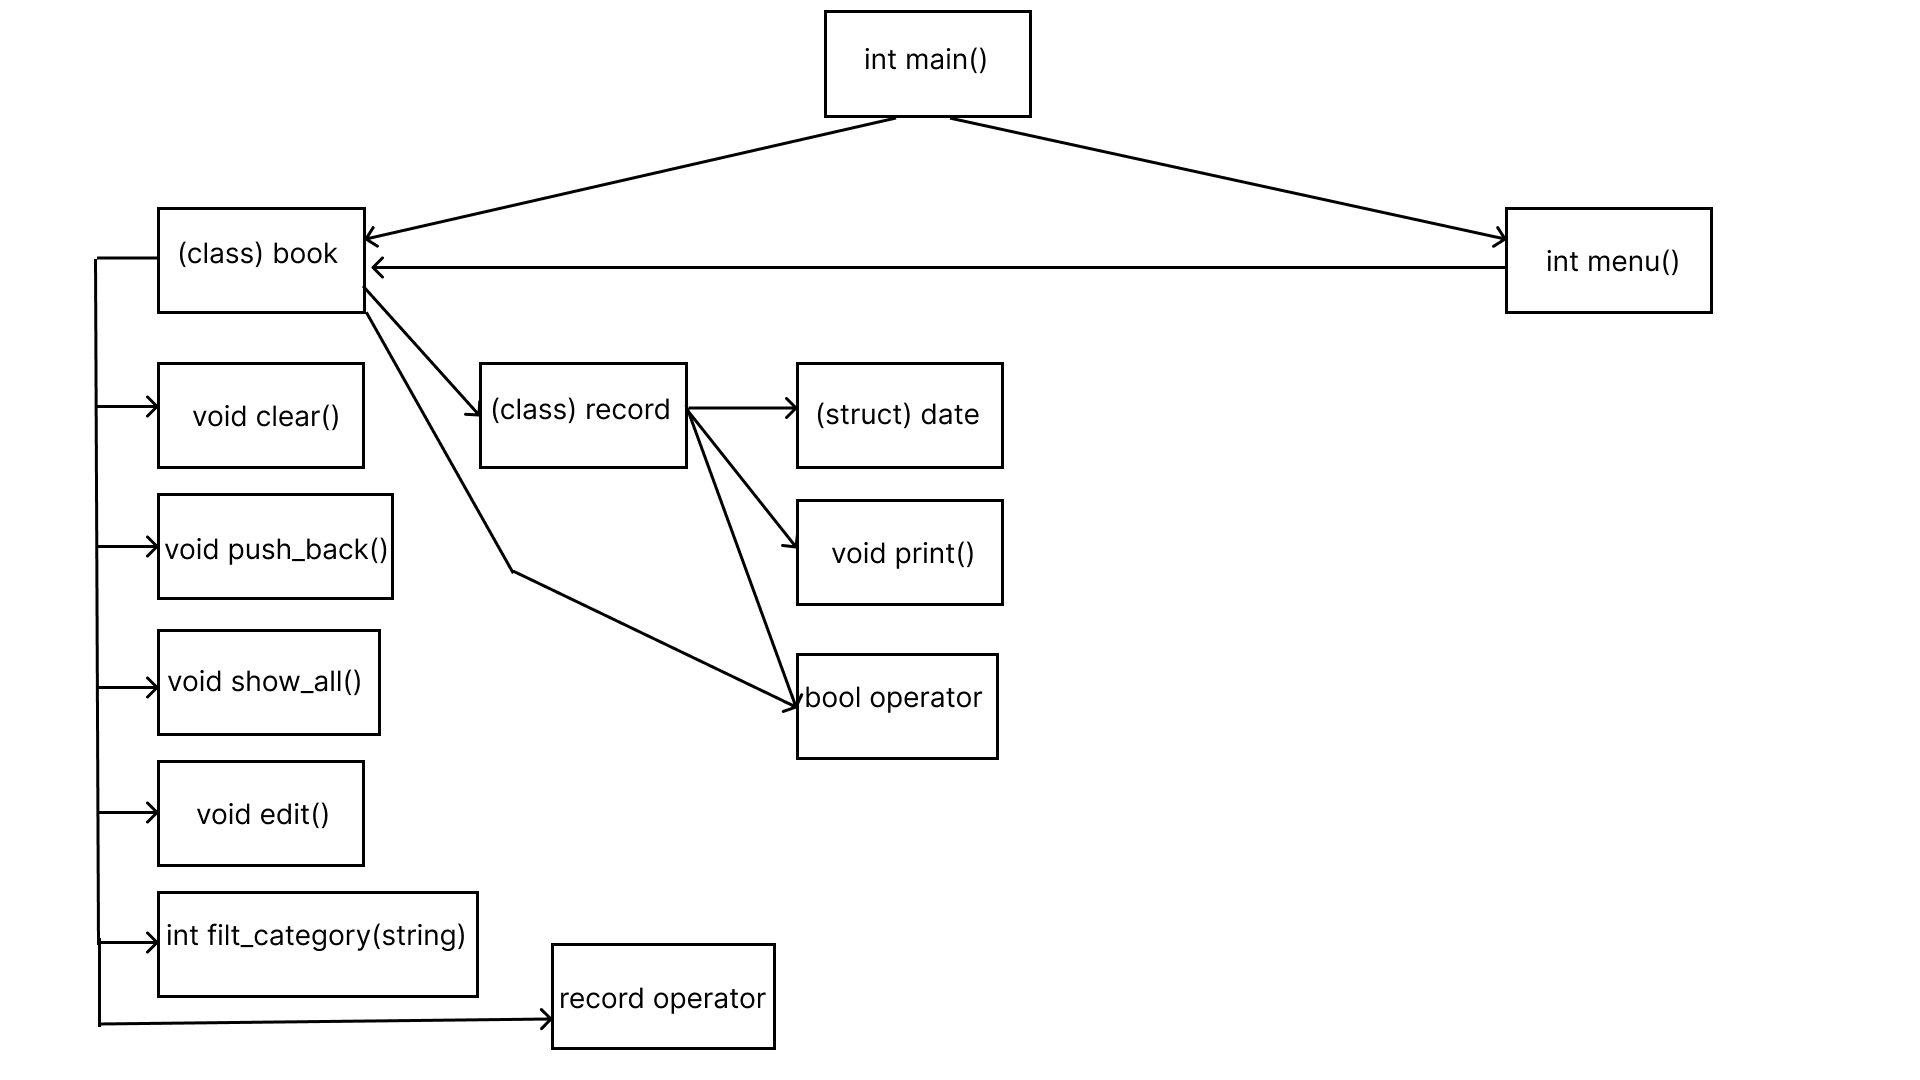 int main()
(class) book
int menu()
void clear()
(class) record
(struct) date
void push_back()
void print()
void show_all()
bool operator
void edit()
int filt_category(string)
record operator